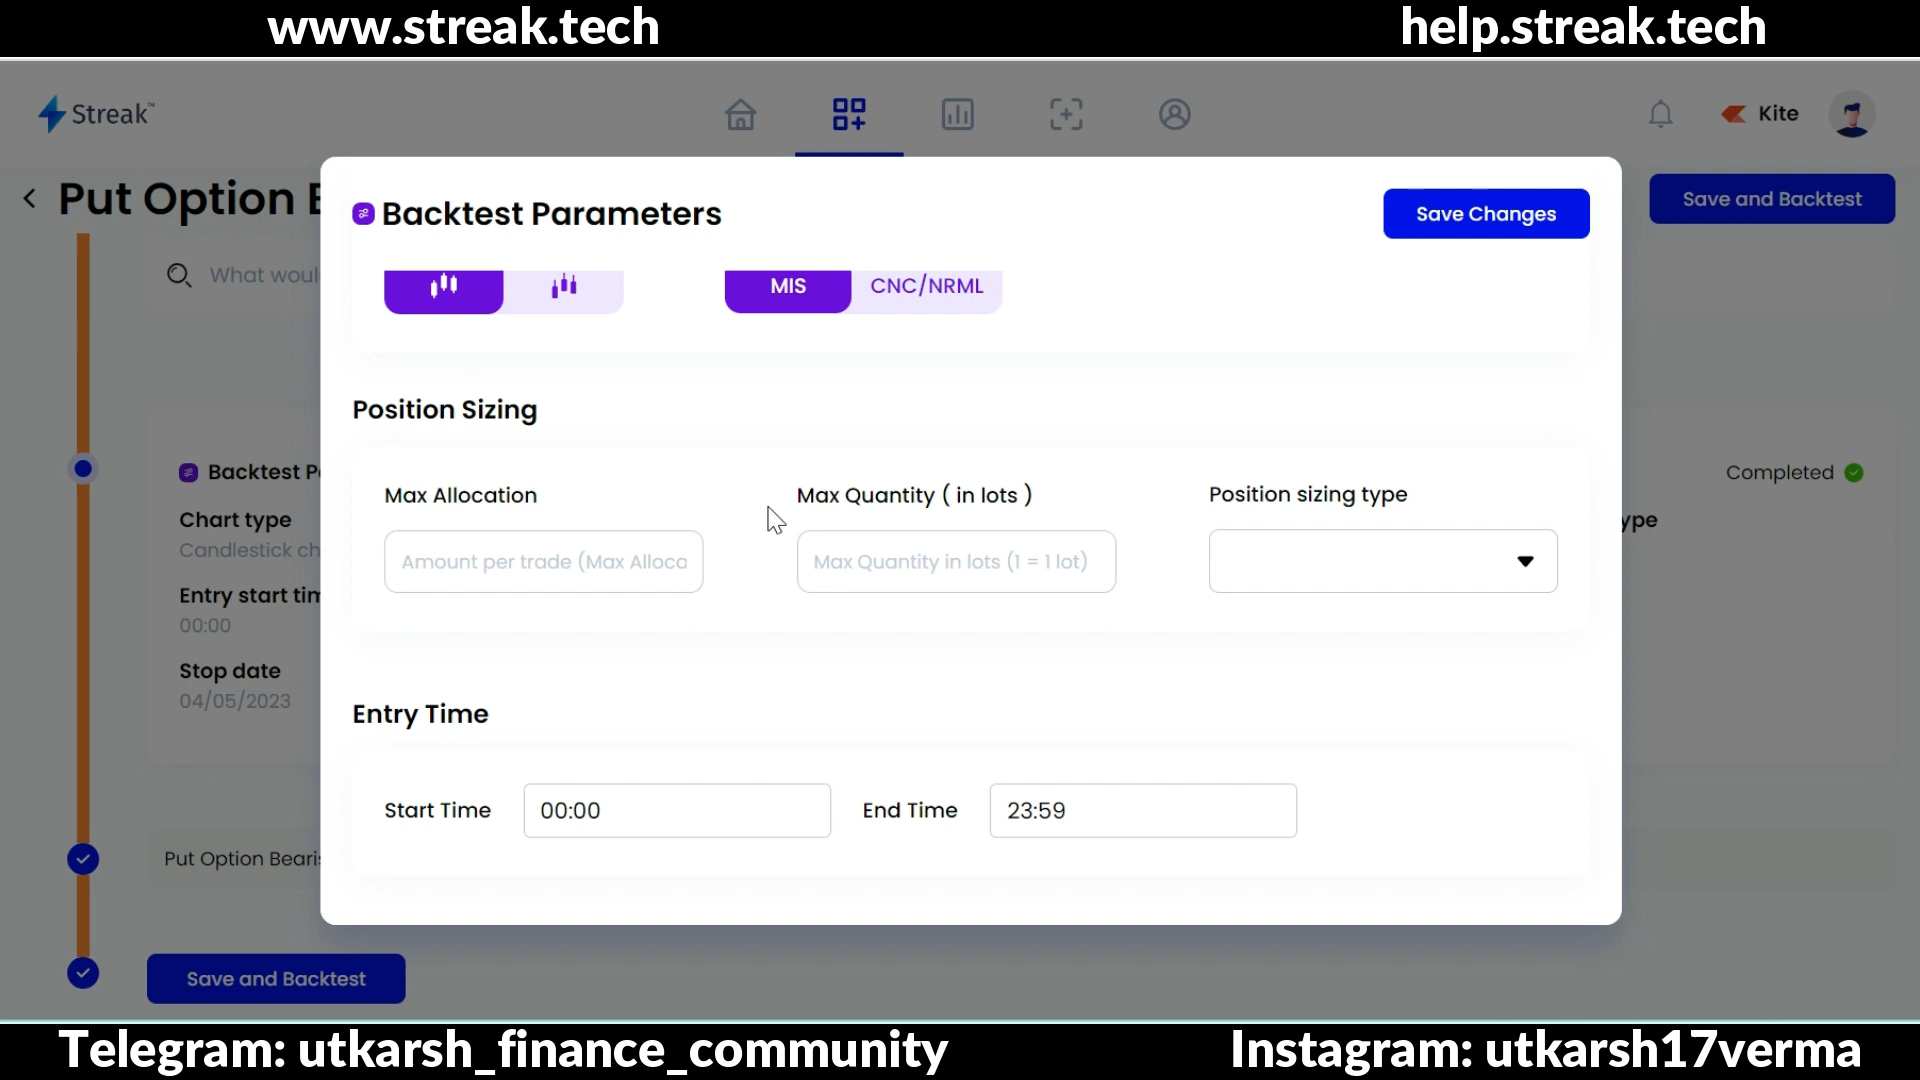 www.streak.tech
help.streak.tech
Streak™
Kite
Put Option B
Save and Backtest
Backtest Parameters
Save Changes
What woul
MIS
CNC/NRML
Position Sizing
Max Allocation
Max Quantity ( in lots )
Position sizing type
Amount per trade (Max Alloca
Max Quantity in lots (1 = 1 lot)
Backtest P
Completed
Chart type
ype
Candlestick ch
Entry start tim
00:00
Stop date
04/05/2023
Entry Time
Start Time
00:00
End Time
23:59
Put Option Bearis
Save and Backtest
Telegram: utkarsh_finance_community
Instagram: utkarsh17verma